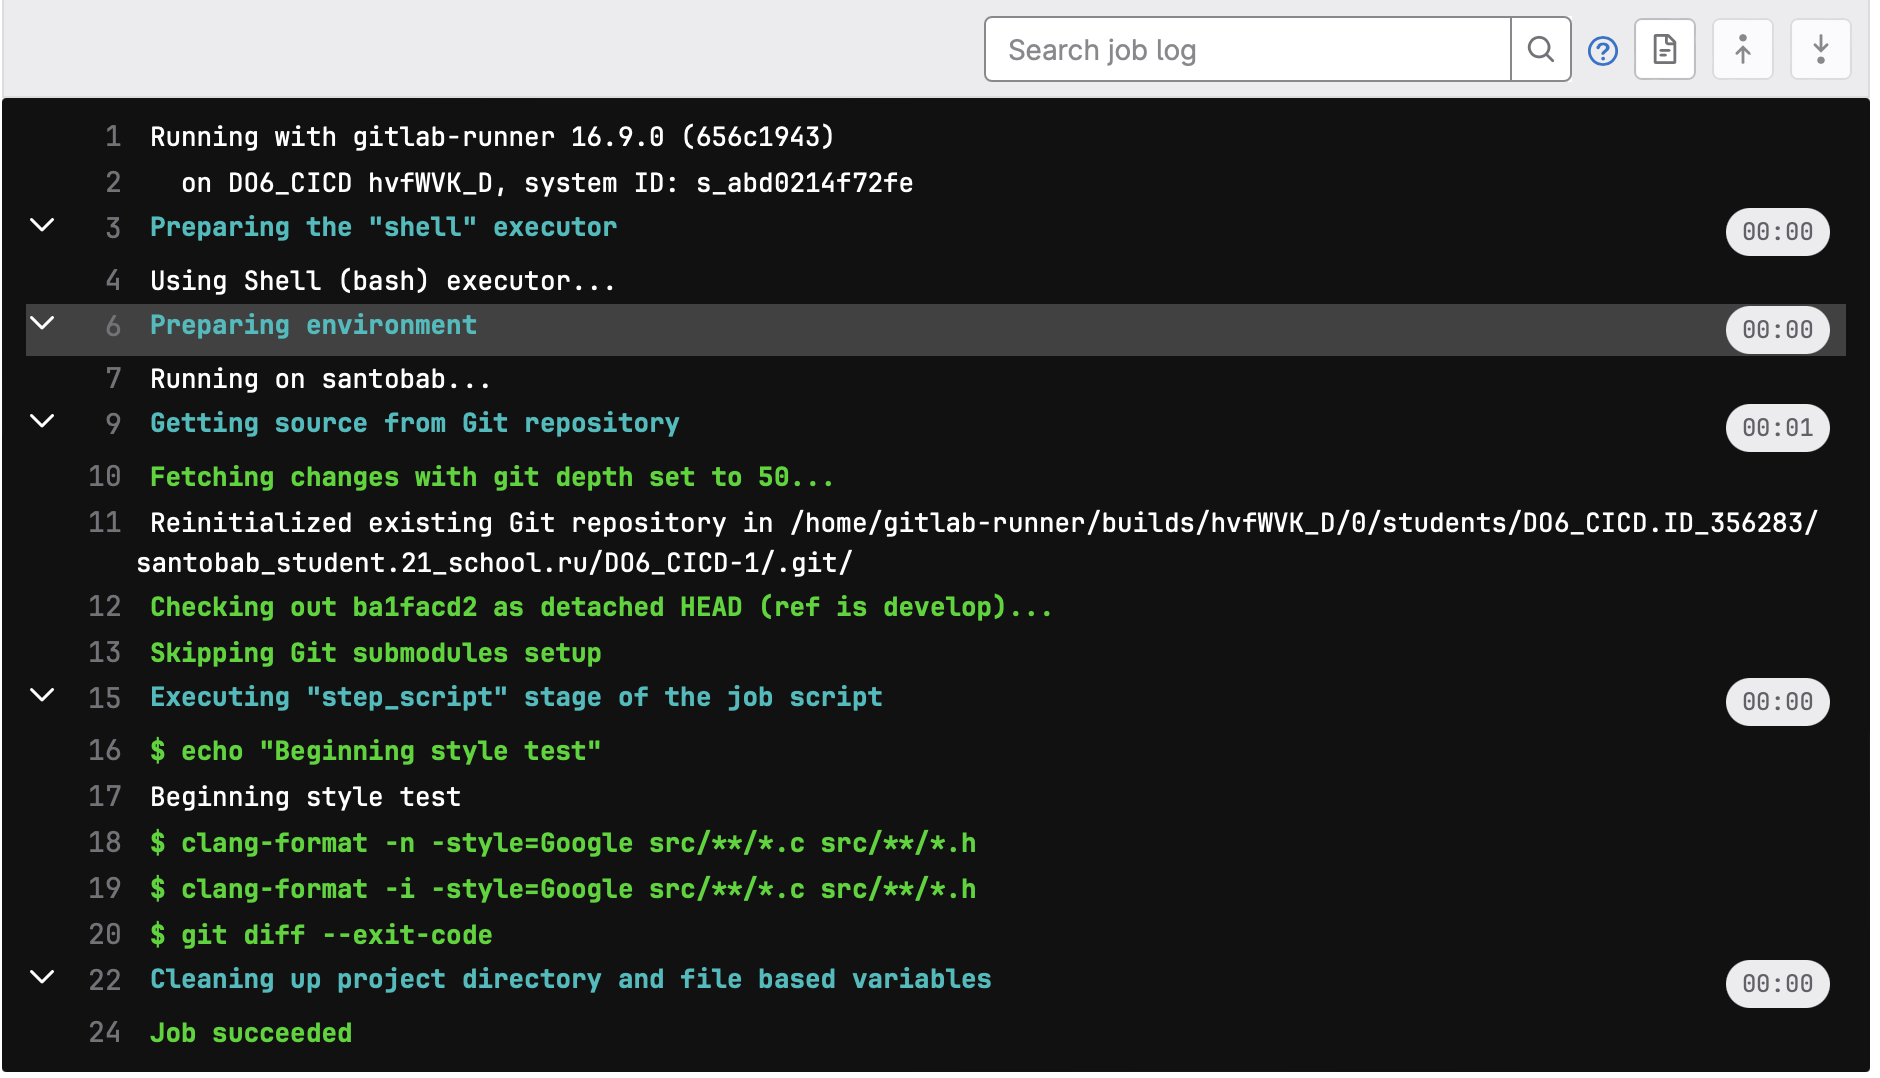 Search job log
1 Running with gitlab-runner 16.9.0 (656c1943)
2 on DO6_CICD hvfWVK_D, system ID: s_abd0214f72fe
3 Preparing the "shell" executor 00:00
4 Using Shell (bash) executor...
6 Preparing environment 00:00
7 Running on santobab...
9 Getting source from Git repository 00:01
10 Fetching changes with git depth set to 50...
11 Reinitialized existing Git repository in /home/gitlab-runner/builds/hvfWVK_D/0/students/DO6_CICD.ID_356283/
santobab_student.21_school.ru/DO6_CICD-1/.git/
12 Checking out ba1facd2 as detached HEAD (ref is develop)...
13 Skipping Git submodules setup
15 Executing "step_script" stage of the job script 00:00
16 $ echo "Beginning style test"
17 Beginning style test
18 $ clang-format -n -style=Google src/**/*.c src/**/*.h
19 $ clang-format -i -style=Google src/**/*.c src/**/*.h
20 $ git diff --exit-code
22 Cleaning up project directory and file based variables 00:00
24 Job succeeded